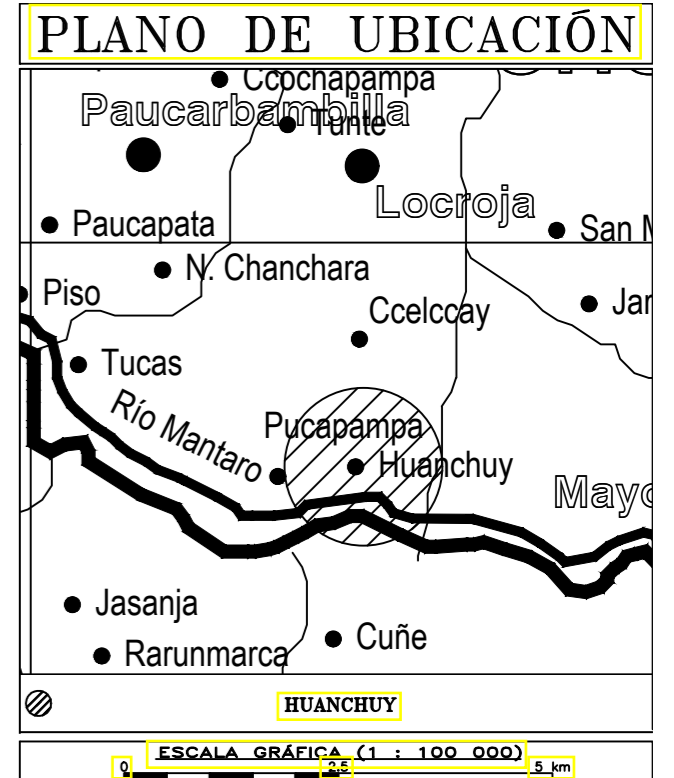 PLANO DE UBICACIÓN
Ccochapampa
Paucarbambilla
Tunte
Locroja
Paucapata
San
N. Chanchara
Piso
Ccelccay
Tucas
Río Mantaro
Pucapampa
Huanchuy
Jasanja
Cuñe
Rarunmarca
HUANCHUY
ESCALA GRÁFICA (1 : 100 000)
0 2.5 5 km